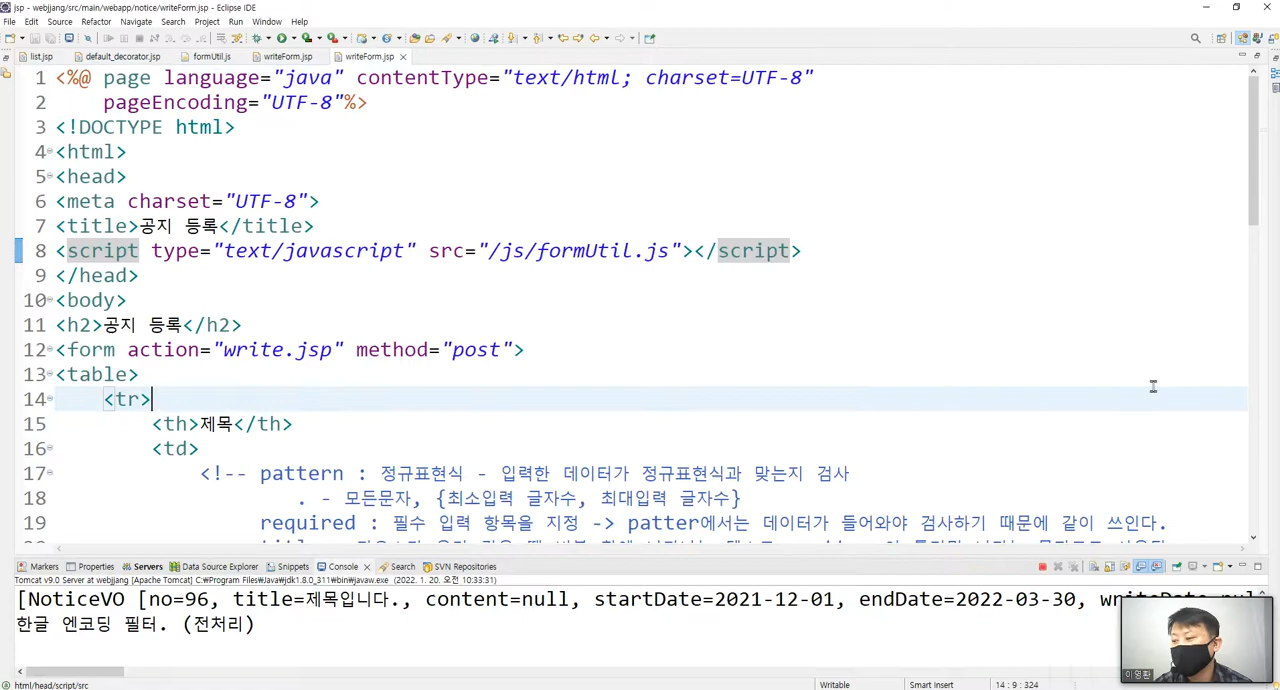 jsp - webjjang/src/main/webapp/notice/writeForm.jsp - Eclipse IDE
File Edit Source Refactor Navigate Search Project Run Window Help
list.jsp default_decorator.jsp formUtil.js writeForm.jsp writeForm.jsp
1 <%@ page language="java" contentType="text/html; charset=UTF-8"
2 pageEncoding="UTF-8"%>
3 <!DOCTYPE html>
4 <html>
5 <head>
6 <meta charset="UTF-8">
7 <title>공지 등록</title>
8 <script type="text/javascript" src="/js/formUtil.js"></script>
9 </head>
10 <body>
11 <h2>공지 등록</h2>
12 <form action="write.jsp" method="post">
13 <table>
14 <tr>
15 <th>제목</th>
16 <td>
17 <!-- pattern : 정규표현식 - 입력한 데이터가 정규표현식과 맞는지 검사
18 . - 모든문자, {최소입력 글자수, 최대입력 글자수}
19 required : 필수 입력 항목을 지정 -> patter에서는 데이터가 들어와야 검사하기 때문에 같이 쓰인다.
Markers Properties Servers Data Source Explorer Snippets Console Search SVN Repositories
Tomcat v9.0 Server at webjjang [Apache Tomcat] C:\Program Files\Java\jdk1.8.0_311\bin\javaw.exe (2022. 1. 20. 오전 10:33:31)
[NoticeVO [no=96, title=제목입니다., content=null, startDate=2021-12-01, endDate=2022-03-30,
한글 엔코딩 필터. (전처리)
이영환
html/head/script/src Writable Smart Insert 14 : 9 : 324